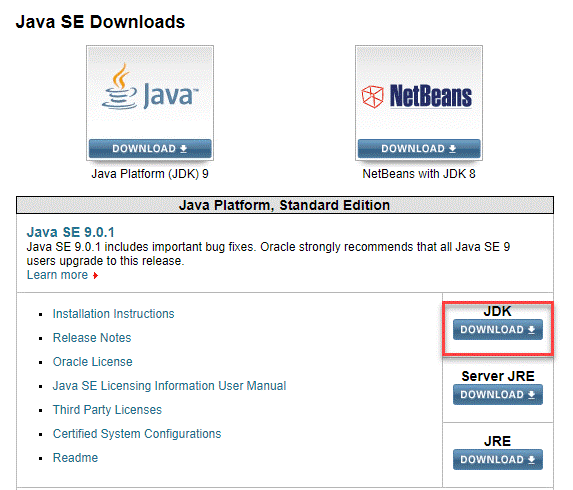 Java SE Downloads
Java™
NetBeans
DOWNLOAD
DOWNLOAD
Java Platform (JDK) 9
NetBeans with JDK 8
Java Platform, Standard Edition
Java SE 9.0.1
Java SE 9.0.1 includes important bug fixes. Oracle strongly recommends that all Java SE 9
users upgrade to this release.
Learn more
Installation Instructions
Release Notes
Oracle License
Java SE Licensing Information User Manual
Third Party Licenses
Certified System Configurations
Readme
JDK
DOWNLOAD
Server JRE
DOWNLOAD
JRE
DOWNLOAD